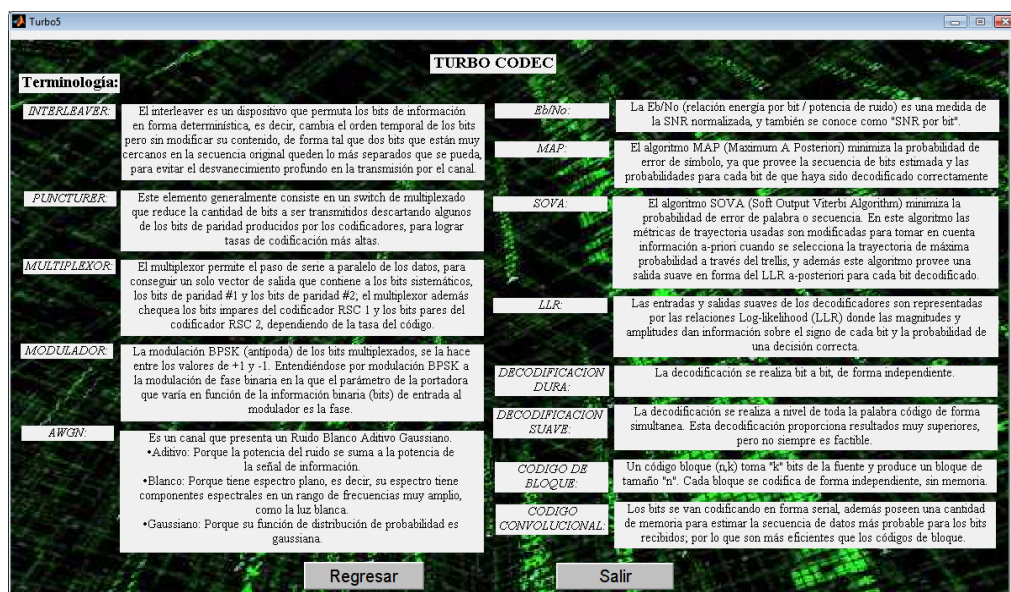 Turbo5
TURBO CODEC
Terminología:
INTERLEAVER:
El interleaver es un dispositivo que permuta los bits de información
en forma determinística, es decir, cambia el orden temporal de los bits
pero sin modificar su contenido, de forma tal que dos bits que están muy
cercanos en la secuencia original queden lo más separados que se pueda,
para evitar el desvanecimiento profundo en la transmisión por el canal.
PUNCTURER:
Este elemento generalmente consiste en un switch de multiplexado
que reduce la cantidad de bits a ser transmitidos descartando algunos
de los bits de paridad producidos por los codificadores, para lograr
tasas de codificación más altas.
MULTIPLEXOR:
El multiplexor permite el paso de serie a paralelo de los datos, para
conseguir un solo vector de salida que contiene a los bits sistemáticos,
los bits de paridad #1 y los bits de paridad #2; el multiplexor además
chequea los bits impares del codificador RSC 1 y los bits pares del
codificador RSC 2, dependiendo de la tasa del código.
MODULADOR:
La modulación BPSK (antípoda) de los bits multiplexados, se la hace
entre los valores de +1 y -1. Entendiéndose por modulación BPSK a
la modulación de fase binaria en la que el parámetro de la portadora
que varía en función de la información binaria (bits) de entrada al
modulador es la fase.
AWGN:
Es un canal que presenta un Ruido Blanco Aditivo Gaussiano.
•Aditivo: Porque la potencia del ruido se suma a la potencia de
la señal de información.
•Blanco: Porque tiene espectro plano, es decir, su espectro tiene
componentes espectrales en un rango de frecuencias muy amplio,
como la luz blanca.
•Gaussiano: Porque su función de distribución de probabilidad es
gaussiana.
Eb/No:
La Eb/No (relación energía por bit / potencia de ruido) es una medida de
la SNR normalizada, y también se conoce como "SNR por bit".
MAP:
El algoritmo MAP (Maximum A Posteriori) minimiza la probabilidad de
error de símbolo, ya que provee la secuencia de bits estimada y las
probabilidades para cada bit de que haya sido decodificado correctamente
SOVA:
El algoritmo SOVA (Soft Output Viterbi Algorithm) minimiza la
probabilidad de error de palabra o secuencia. En este algoritmo las
métricas de trayectoria usadas son modificadas para tomar en cuenta
información a-priori cuando se selecciona la trayectoria de máxima
probabilidad a través del trellis, y además este algoritmo provee una
salida suave en forma del LLR a-posteriori para cada bit decodificado.
LLR:
Las entradas y salidas suaves de los decodificadores son representadas
por las relaciones Log-likelihood (LLR) donde las magnitudes y
amplitudes dan información sobre el signo de cada bit y la probabilidad de
una decisión correcta.
DECODIFICACION
DURA:
La decodificación se realiza bit a bit, de forma independiente.
DECODIFICACION
SUAVE:
La decodificación se realiza a nivel de toda la palabra código de forma
simultanea. Esta decodificación proporciona resultados muy superiores,
pero no siempre es factible.
CODIGO DE
BLOQUE:
Un código bloque (n,k) toma "k" bits de la fuente y produce un bloque de
tamaño "n". Cada bloque se codifica de forma independiente, sin memoria.
CODIGO
CONVOLUCIONAL:
Los bits se van codificando en forma serial, además poseen una cantidad
de memoria para estimar la secuencia de datos más probable para los bits
recibidos; por lo que son más eficientes que los códigos de bloque.
Regresar
Salir